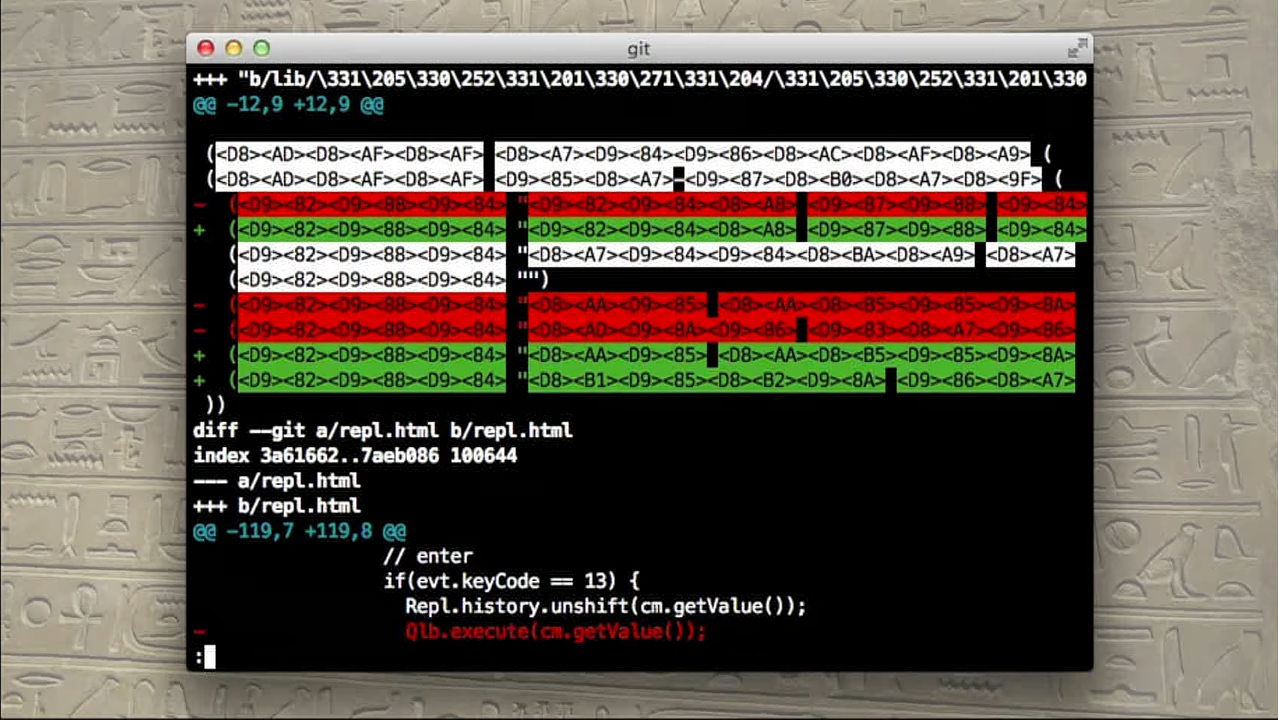 git
+++ "b/lib/\331\205\330\252\331\201\330\271\331\204/\331\205\330\252\331\201\330
@@ -12,9 +12,9 @@
(<D8><AD><D8><AF><D8><AF> <D8><A7><D9><84><D9><86><D8><AC><D8><AF><D8><A9> (
(<D8><AD><D8><AF><D8><AF> <D9><85><D8><A7>-<D9><87><D8><B0><D8><A7><D8><9F> (
- (<D9><82><D9><88><D9><84> "<D9><82><D9><84><D8><A8> <D9><87><D9><88> <D9><84>
+ (<D9><82><D9><88><D9><84> "<D9><82><D9><84><D8><A8> <D9><87><D9><88> <D9><84>
(<D9><82><D9><88><D9><84> "<D8><A7><D9><84><D9><84><D8><BA><D8><A9> <D8><A7>
(<D9><82><D9><88><D9><84> "")
- (<D9><82><D9><88><D9><84> "<D8><AA><D9><85> <D8><AA><D8><B5><D9><85><D9><8A>
- (<D9><82><D9><88><D9><84> "<D8><AD><D9><8A><D9><86> <D9><83><D8><A7><D9><86>
+ (<D9><82><D9><88><D9><84> "<D8><AA><D9><85> <D8><AA><D8><B5><D9><85><D9><8A>
+ (<D9><82><D9><88><D9><84> "<D8><B1><D9><85><D8><B2><D9><8A> <D9><86><D8><A7>
))
diff --git a/repl.html b/repl.html
index 3a61662..7aeb086 100644
--- a/repl.html
+++ b/repl.html
@@ -119,7 +119,8 @@
// enter
if(evt.keyCode == 13) {
Repl.history.unshift(cm.getValue());
- Qlb.execute(cm.getValue());
: